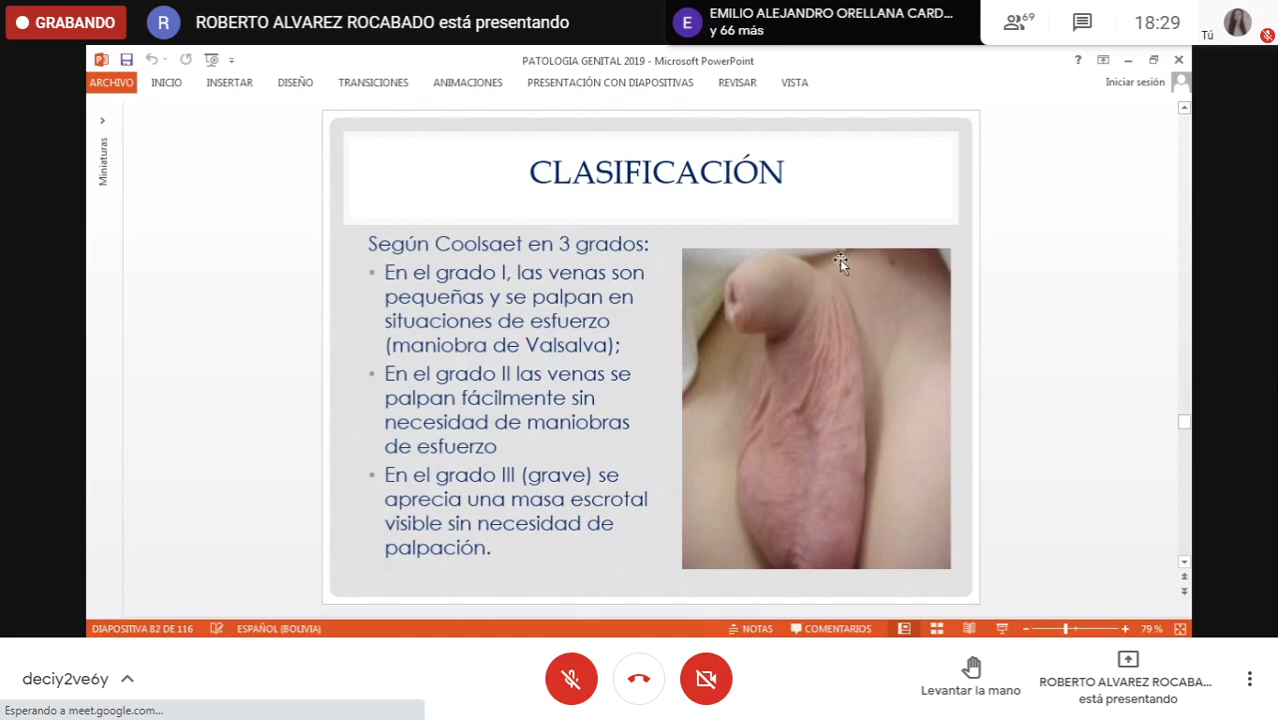 GRABANDO
R
ROBERTO ALVAREZ ROCABADO está presentando
E
EMILIO ALEJANDRO ORELLANA CARD...
y 66 más
69
18:29
Tú
PATOLOGIA GENITAL 2019 - Microsoft PowerPoint
ARCHIVO INICIO INSERTAR DISEÑO TRANSICIONES ANIMACIONES PRESENTACIÓN CON DIAPOSITIVAS REVISAR VISTA
Iniciar sesión
Miniaturas
CLASIFICACIÓN
Según Coolsaet en 3 grados:
• En el grado I, las venas son
pequeñas y se palpan en
situaciones de esfuerzo
(maniobra de Valsalva);
• En el grado II las venas se
palpan fácilmente sin
necesidad de maniobras
de esfuerzo
• En el grado III (grave) se
aprecia una masa escrotal
visible sin necesidad de
palpación.
DIAPOSITIVA 82 DE 116 ESPAÑOL (BOLIVIA) NOTAS COMENTARIOS 79 %
deciy2ve6y
Levantar la mano
ROBERTO ALVAREZ ROCABA...
está presentando
Esperando a meet.google.com...